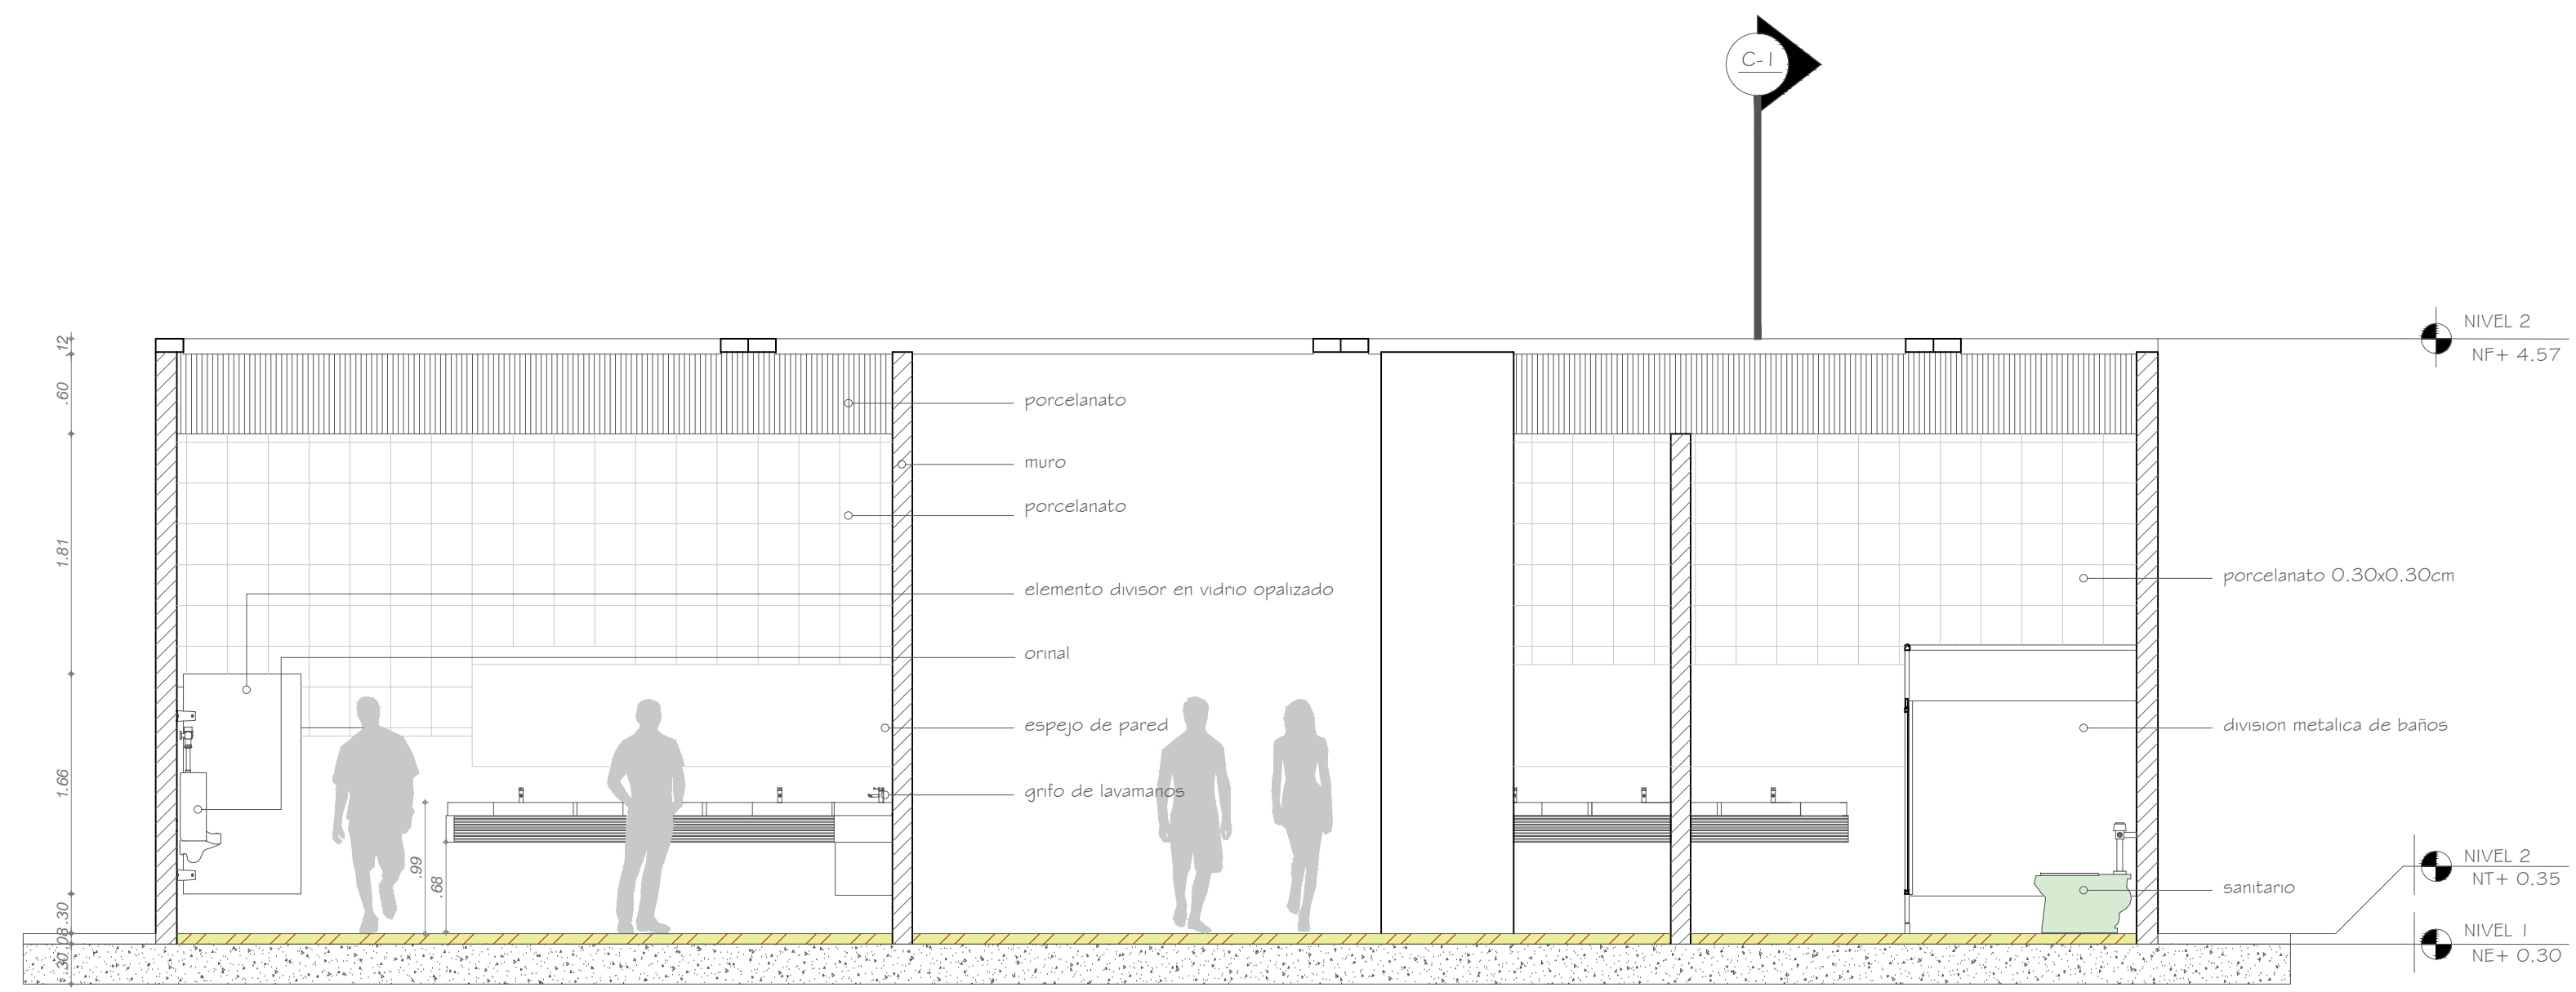 C-1
NIVEL 2
NF+ 4.57
.12
.60
1.81
1.66
.30
.08
.30
.99
.68
porcelanato
muro
porcelanato
elemento divisor en vidrio opalizado
orinal
espejo de pared
grifo de lavamanos
porcelanato 0.30x0.30cm
division metalica de baños
sanitario
NIVEL 2
NT+ 0.35
NIVEL 1
NE+ 0.30